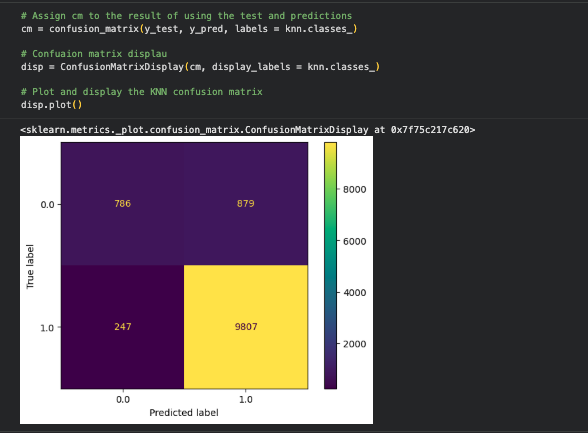 # Assign cm to the result of using the test and predictions
cm = confusion_matrix(y_test, y_pred, labels = knn.classes_)
# Confuaion matrix displau
disp = ConfusionMatrixDisplay(cm, display_labels = knn.classes_)
# Plot and display the KNN confusion matrix
disp.plot()
<sklearn.metrics._plot.confusion_matrix.ConfusionMatrixDisplay at 0x7f75c217c620>
0.0
786
879
8000
6000
True label
4000
1.0
247
9807
2000
0.0
1.0
Predicted label